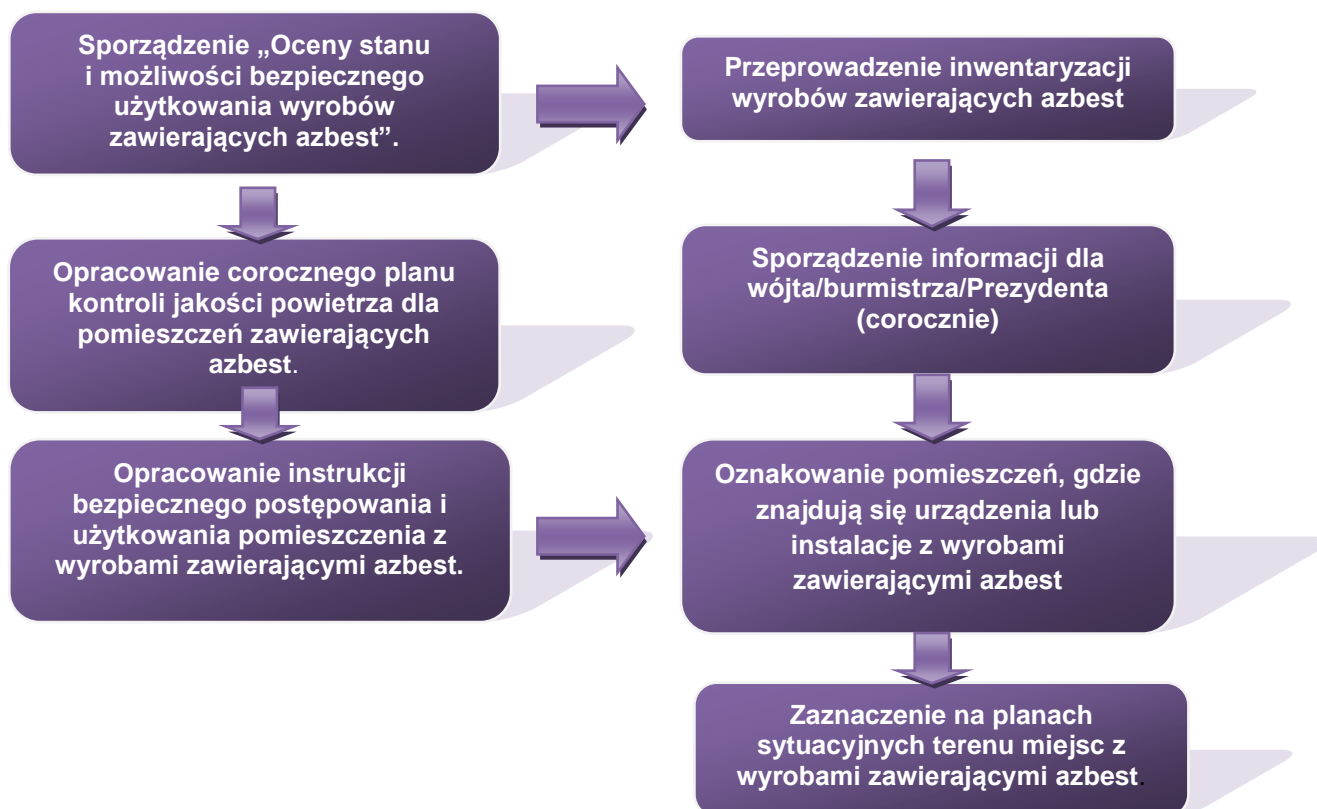 Sporządzenie „Oceny stanu
i możliwości bezpiecznego
użytkowania wyrobów
zawierających azbest”.
Przeprowadzenie inwentaryzacji
wyrobów zawierających azbest
Opracowanie corocznego planu
kontroli jakości powietrza dla
pomieszczeń zawierających
azbest.
Sporządzenie informacji dla
wójta/burmistrza/Prezydenta
(corocznie)
Opracowanie instrukcji
bezpiecznego postępowania i
użytkowania pomieszczenia z
wyrobami zawierającymi azbest.
Oznakowanie pomieszczeń, gdzie
znajdują się urządzenia lub
instalacje z wyrobami
zawierającymi azbest
Zaznaczenie na planach
sytuacyjnych terenu miejsc z
wyrobami zawierającymi azbest.